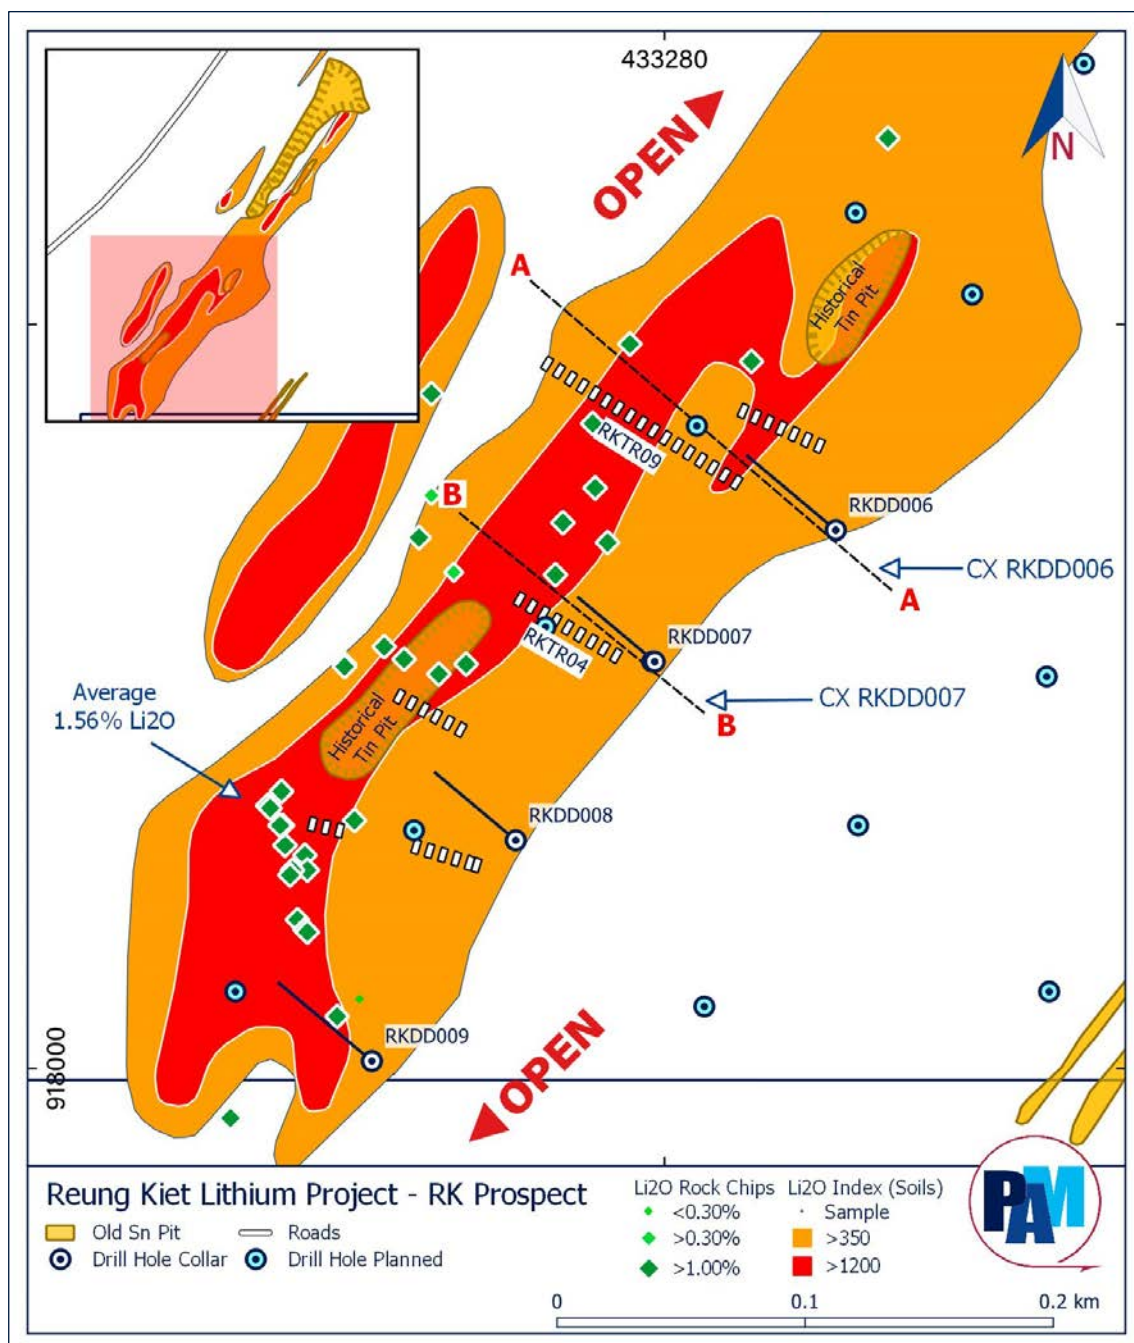 433280
OPEN
N
A
Historical
Tin Pit
RKTR09
B
RKDD006
CX RKDD006
A
RKTR04
RKDD007
CX RKDD007
B
Average
1.56% Li2O
Historical
Tin Pit
RKDD008
RKDD009
OPEN
918000
Reung Kiet Lithium Project - RK Prospect
Old Sn Pit
Roads
Drill Hole Collar
Drill Hole Planned
Li2O Rock Chips
<0.30%
>0.30%
>1.00%
Li2O Index (Soils)
Sample
>350
>1200
PAM
0 0.1 0.2 km